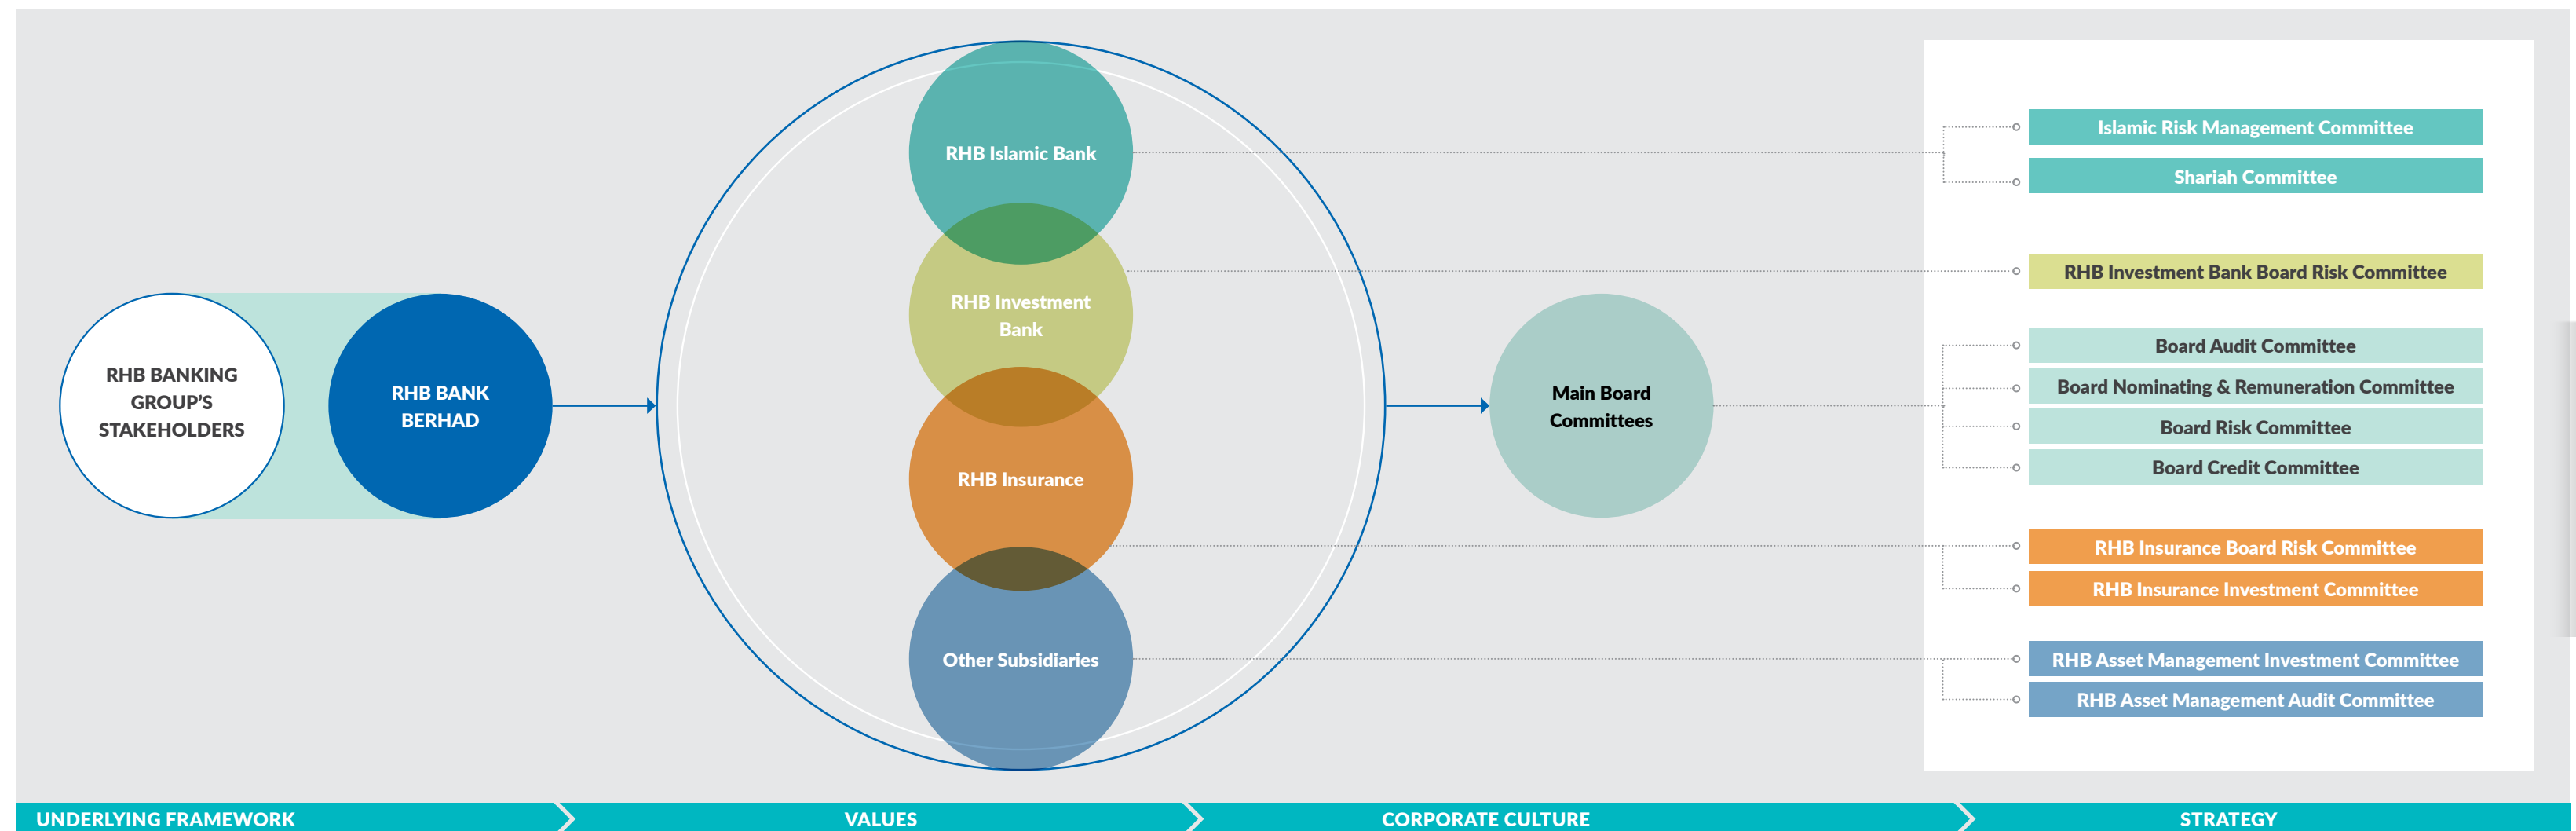 RHB BANKING
GROUP’S
STAKEHOLDERS
RHB BANK
BERHAD
RHB Islamic Bank
RHB Investment
Bank
RHB Insurance
Other Subsidiaries
Main Board
Committees
Islamic Risk Management Committee
Shariah Committee
RHB Investment Bank Board Risk Committee
Board Audit Committee
Board Nominating & Remuneration Committee
Board Risk Committee
Board Credit Committee
RHB Insurance Board Risk Committee
RHB Insurance Investment Committee
RHB Asset Management Investment Committee
RHB Asset Management Audit Committee
UNDERLYING FRAMEWORK
VALUES
CORPORATE CULTURE
STRATEGY